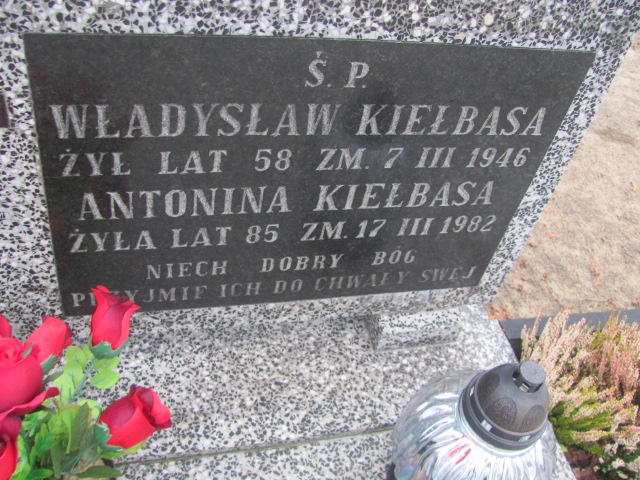 Ś. P.
WŁADYSŁAW KIEŁBASA
ŻYŁ LAT 58 ZM. 7 III 1946
ANTONINA KIEŁBASA
ŻYŁA LAT 85 ZM. 17 III 1982
NIECH DOBRY BÓG
PRZYJMIE ICH DO CHWAŁY SWEJ